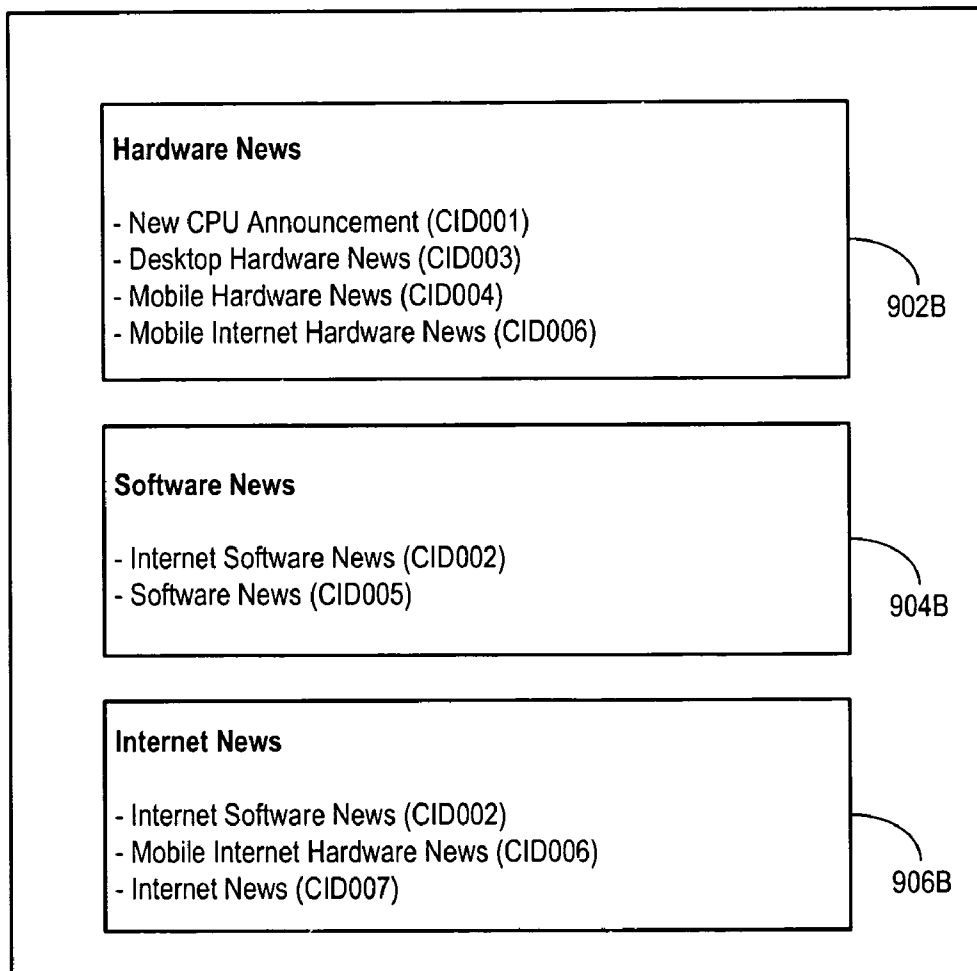 Hardware News
- New CPU Announcement (CID001)
- Desktop Hardware News (CID003)
- Mobile Hardware News (CID004)
- Mobile Internet Hardware News (CID006)
902B
Software News
- Internet Software News (CID002)
- Software News (CID005)
904B
Internet News
- Internet Software News (CID002)
- Mobile Internet Hardware News (CID006)
- Internet News (CID007)
906B